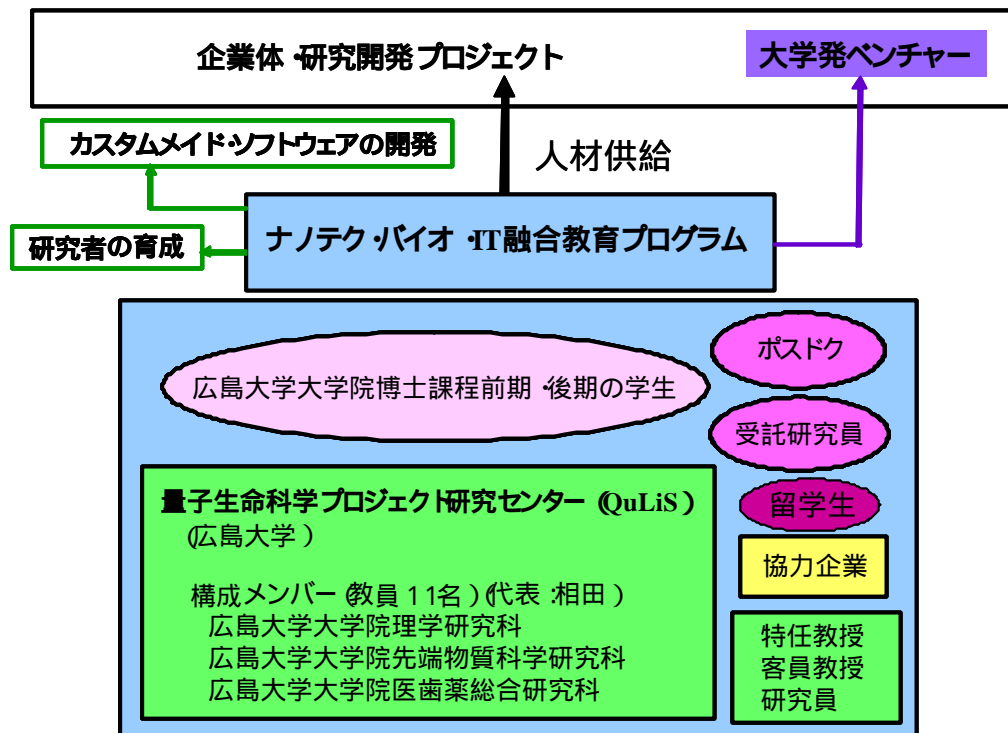 企業体・研究開発プロジェクト
大学発ベンチャー
カスタムメイド・ソフトウェアの開発
人材供給
ナノテク・バイオ・IT融合教育プログラム
研究者の育成
広島大学大学院博士課程前期・後期の学生
ポスドク
受託研究員
留学生
協力企業
特任教授
客員教授
研究員
量子生命科学プロジェクト研究センター(QuLiS)
(広島大学)
構成メンバー(教員11名)(代表:相田)
広島大学大学院理学研究科
広島大学大学院先端物質科学研究科
広島大学大学院医歯薬総合研究科